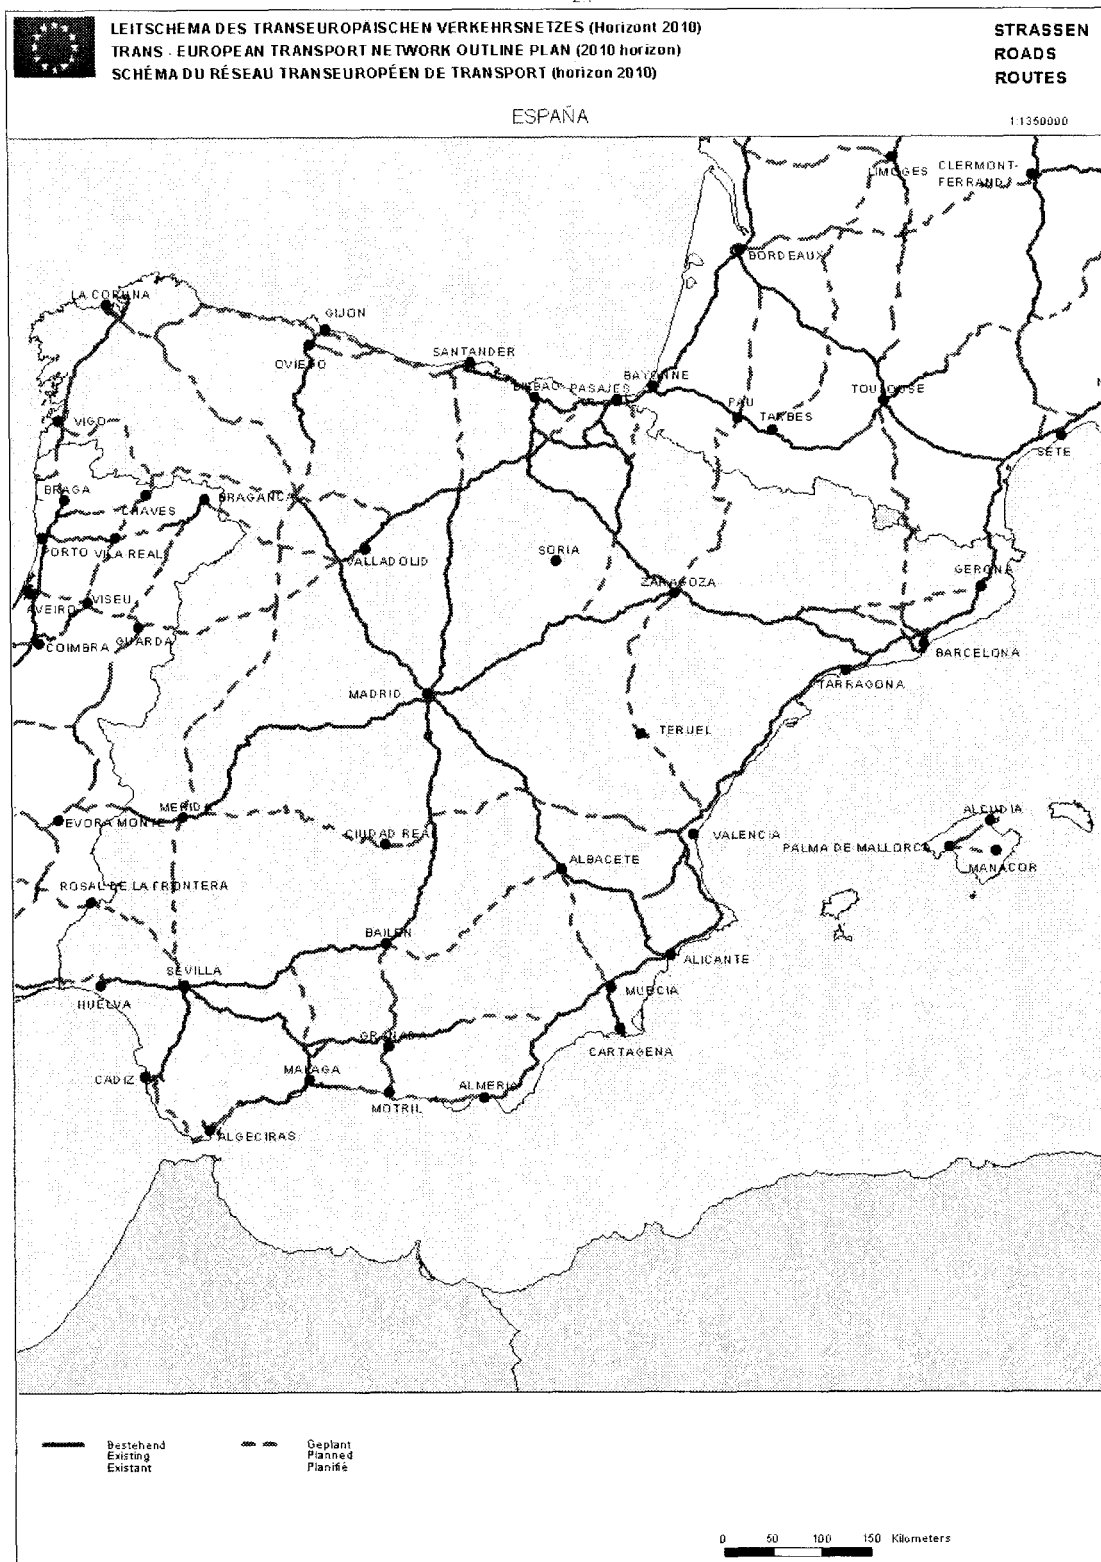 LEITSCHEMA DES TRANSEUROPÄISCHEN VERKEHRSNETZES (Horizont 2010)
TRANS - EUROPEAN TRANSPORT NETWORK OUTLINE PLAN (2010 horizon)
SCHÉMA DU RÉSEAU TRANSEUROPÉEN DE TRANSPORT (horizon 2010)
STRASSEN
ROADS
ROUTES
ESPAÑA
1:1350000
LIMOGES
CLERMONT-
FERRAND
BORDEAUX
LA CORUNA
GIJON
OVIEDO
SANTANDER
BILBAO
PASAJES
BAYONNE
PAU
TARBES
TOULOUSE
SETE
VIGO
BRAGA
CHAVES
BRAGANCA
PORTO
VILA REAL
VALLADOLID
SORIA
ZARAGOZA
GERONA
AVEIRO
VISEU
GUARDA
COIMBRA
BARCELONA
TARRAGONA
MADRID
TERUEL
MERIDA
EVORA MONTE
CIUDAD REAL
VALENCIA
ALCUDIA
PALMA DE MALLORCA
MANACOR
ALBACETE
ROSAL DE LA FRONTERA
BAILEN
ALICANTE
SEVILLA
HUELVA
MURCIA
GRANADA
CARTAGENA
CADIZ
MALAGA
MOTRIL
ALMERIA
ALGECIRAS
Bestehend
Existing
Existant
Geplant
Planned
Planifié
0 50 100 150 Kilometers